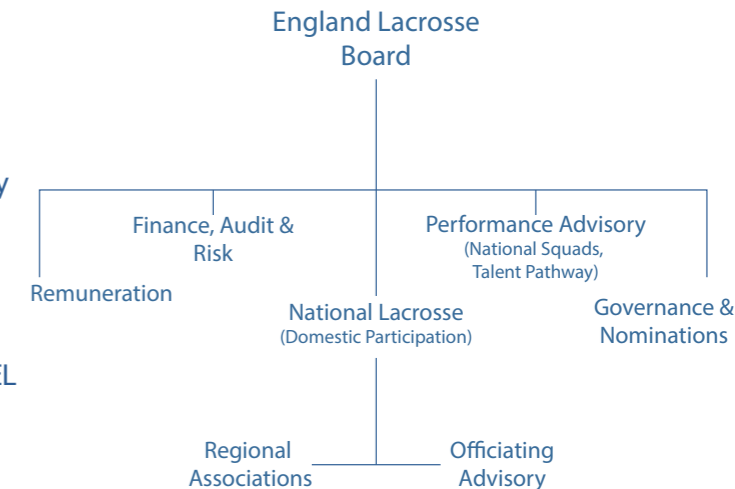 England Lacrosse
Board
y
Finance, Audit &
Risk
Performance Advisory
(National Squads,
Talent Pathway)
Remuneration
National Lacrosse
(Domestic Participation)
Governance &
Nominations
EL
Regional
Associations
Officiating
Advisory